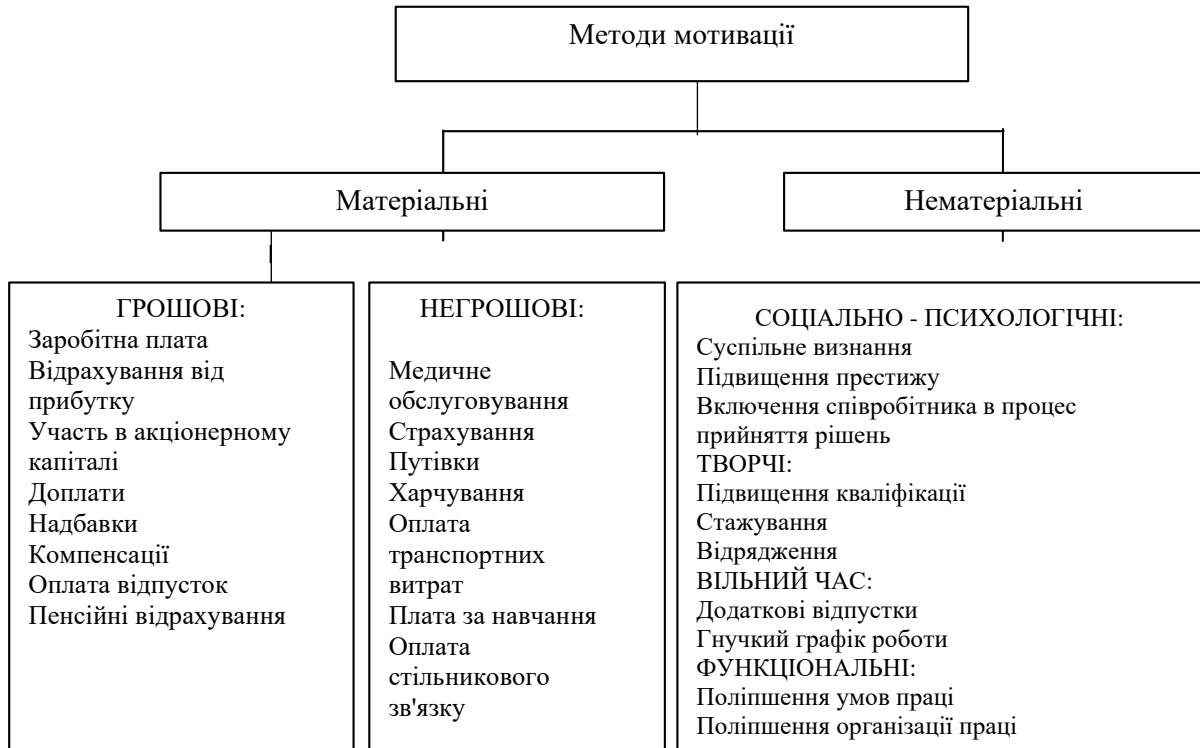 Методи мотивації
Матеріальні
Нематеріальні
ГРОШОВІ:
Заробітна плата
Відрахування від
прибутку
Участь в акціонерному
капіталі
Доплати
Надбавки
Компенсації
Оплата відпусток
Пенсійні відрахування
НЕГРОШОВІ:
Медичне
обслуговування
Страхування
Путівки
Харчування
Оплата
транспортних
витрат
Плата за навчання
Оплата
стільникового
зв'язку
СОЦІАЛЬНО - ПСИХОЛОГІЧНІ:
Суспільне визнання
Підвищення престижу
Включення співробітника в процес
прийняття рішень
ТВОРЧІ:
Підвищення кваліфікації
Стажування
Відрядження
ВІЛЬНИЙ ЧАС:
Додаткові відпустки
Гнучкий графік роботи
ФУНКЦІОНАЛЬНІ:
Поліпшення умов праці
Поліпшення організації праці